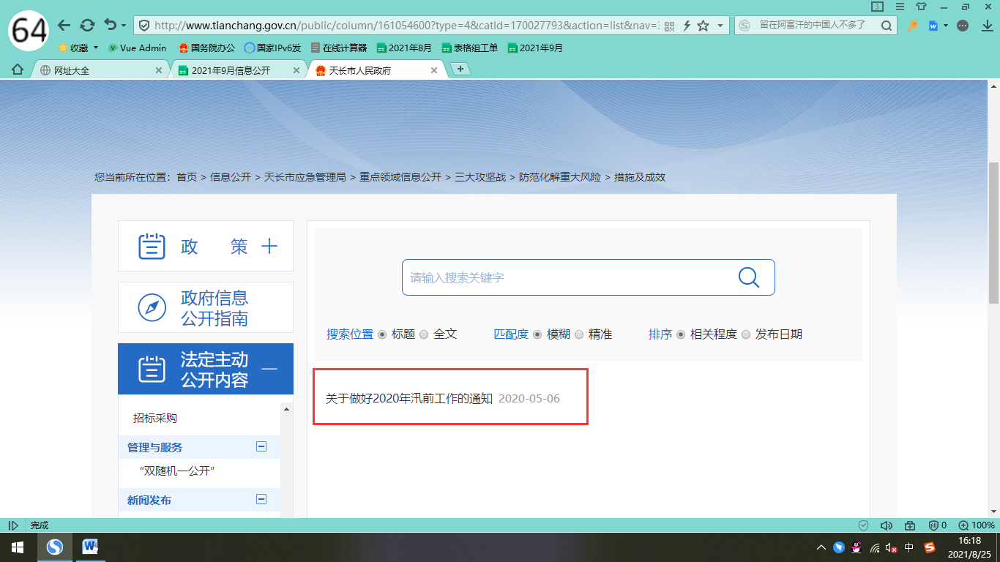 3
64
http://www.tianchang.gov.cn/public/column/161054600?type=4&catId=170027793&action=list&nav=
留在阿富汗的中国人不多了
收藏 Vue Admin 国务院办公 国家IPv6发 在线计算器 2021年8月 表格组工单 2021年9月
网址大全 2021年9月信息公开 天长市人民政府
您当前所在位置：首页 > 信息公开 > 天长市应急管理局 > 重点领域信息公开 > 三大攻坚战 > 防范化解重大风险 > 措施及成效
政 策
政府信息
公开指南
法定主动
公开内容
招标采购
管理与服务
“双随机一公开”
新闻发布
请输入搜索关键字
搜索位置 标题 全文 匹配度 模糊 精准 排序 相关程度 发布日期
关于做好2020年汛前工作的通知 2020-05-06
完成
0
100%
W
中
16:18
2021/8/25